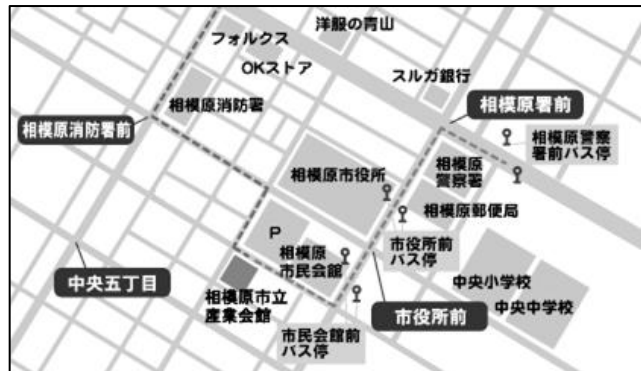 洋服の青山
フォルクス
OKストア
スルガ銀行
相模原消防署
相模原署前
相模原消防署前
相模原警察
署前バス停
相模原
警察署
相模原市役所
相模原郵便局
P
市役所前
バス停
相模原
市民会館
中央五丁目
中央小学校
相模原市立
産業会館
中央中学校
市役所前
市民会館前
バス停